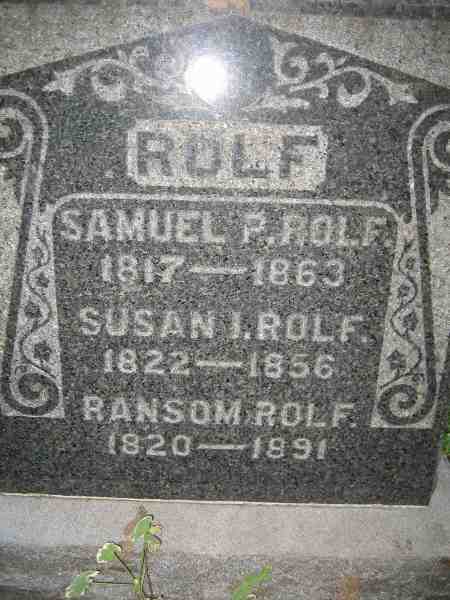 ROLF
SAMUEL P. ROLF.
1817 — 1863
SUSAN I. ROLF.
1822 — 1856
RANSOM ROLF.
1820 — 1891